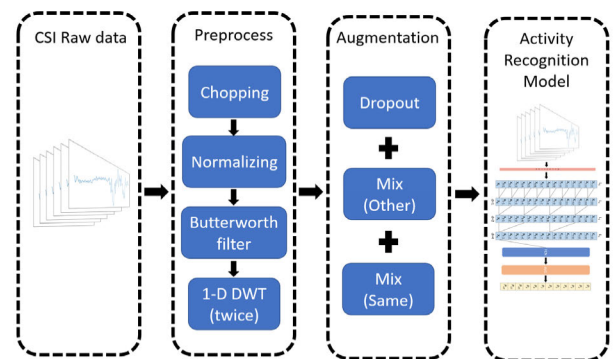 CSI Raw data
Preprocess
Chopping
Normalizing
Butterworth
filter
1-D DWT
(twice)
Augmentation
Dropout
Mix
(Other)
Mix
(Same)
Activity
Recognition
Model